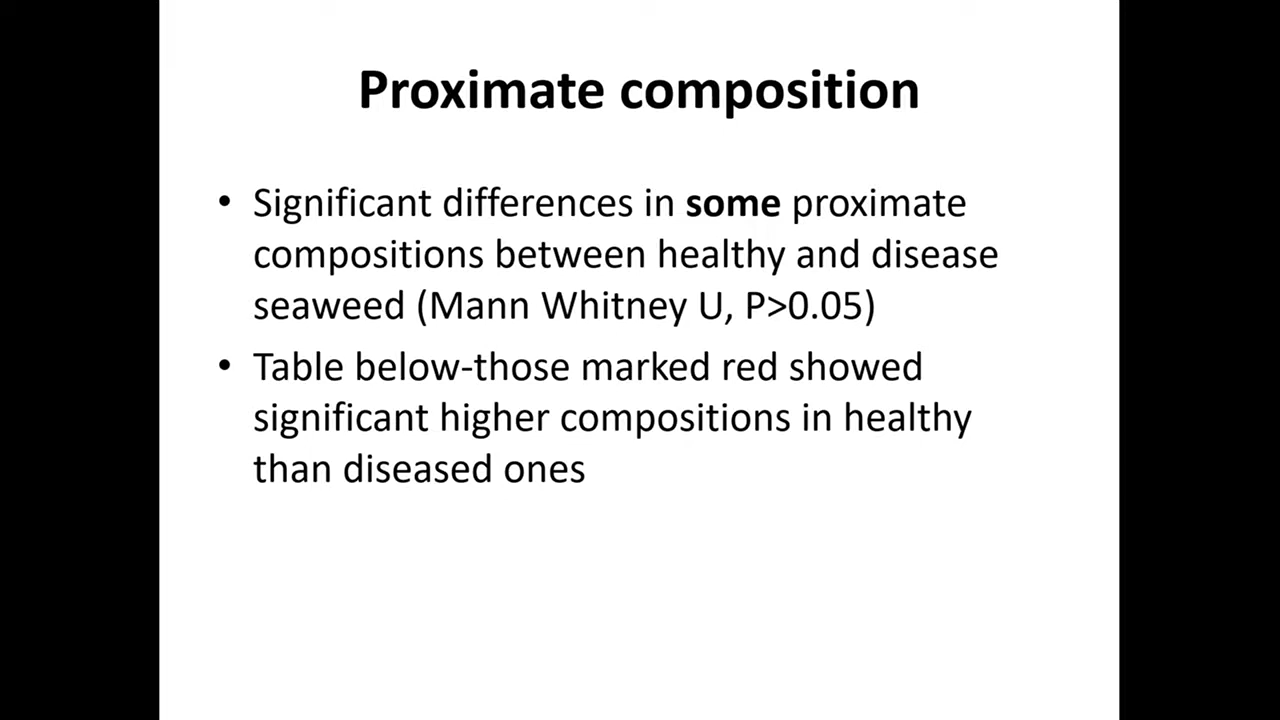 Proximate composition
• Significant differences in some proximate
compositions between healthy and disease
seaweed (Mann Whitney U, P>0.05)
• Table below-those marked red showed
significant higher compositions in healthy
than diseased ones